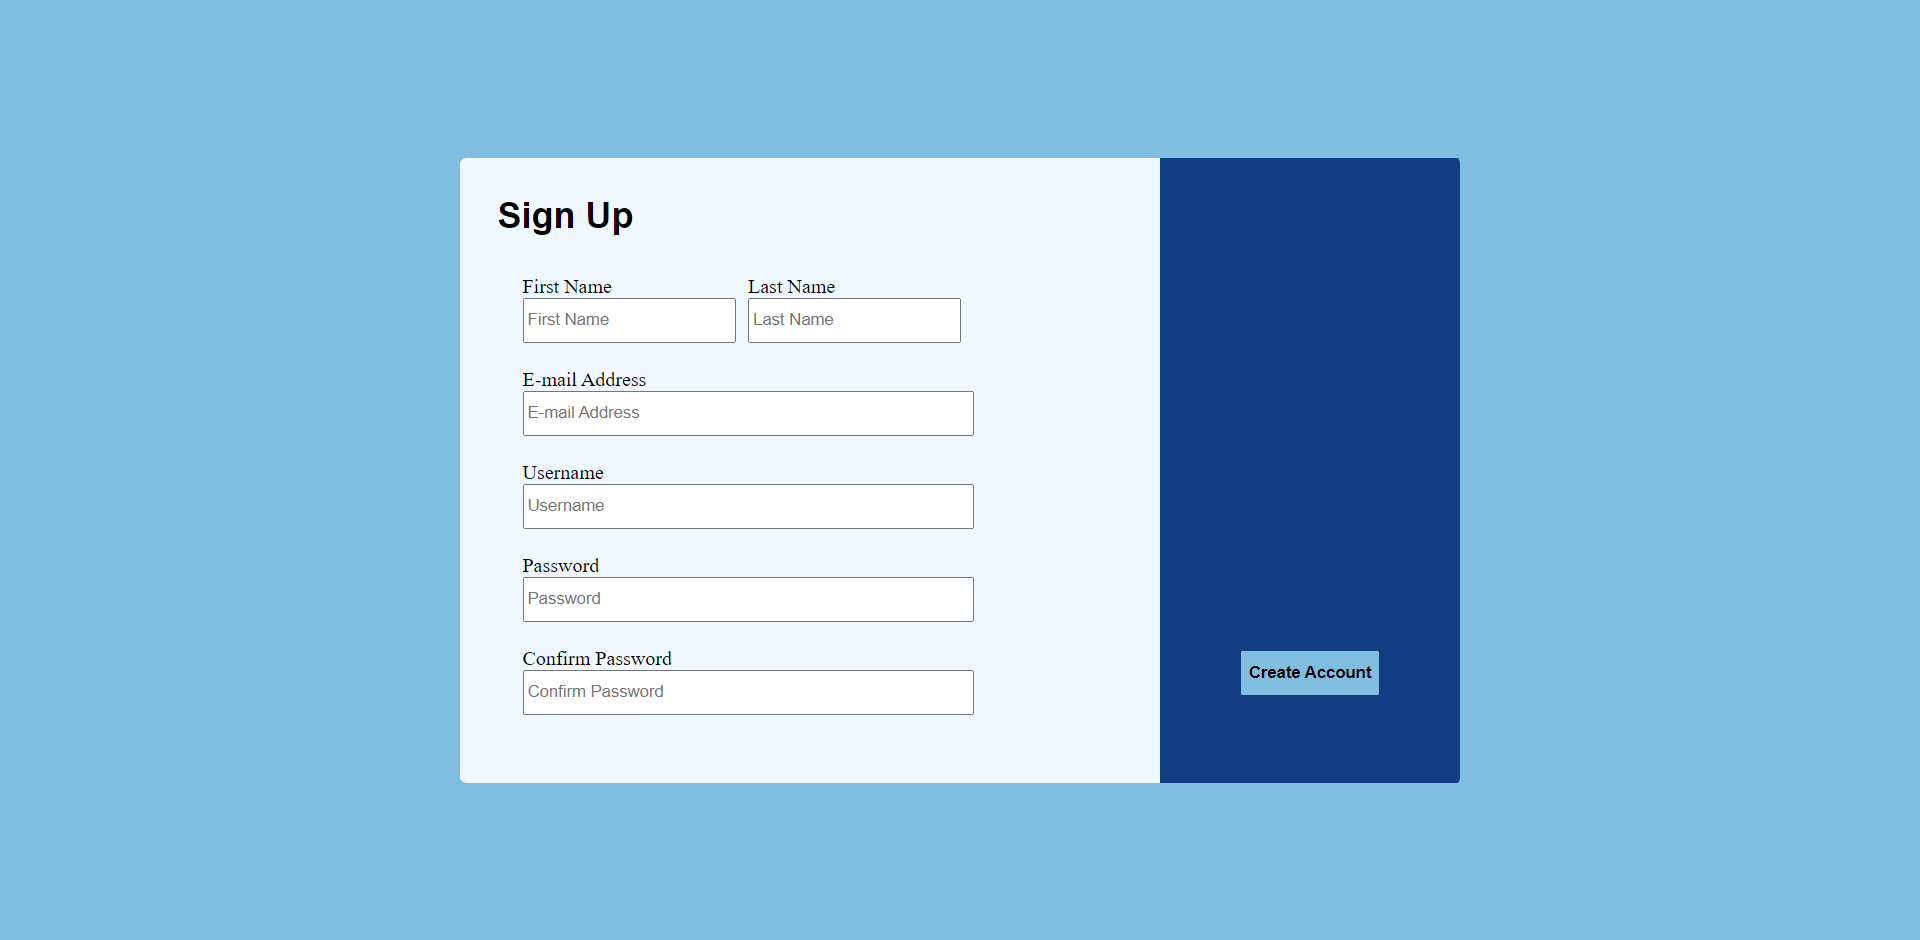 Sign Up
First Name Last Name
First Name Last Name
E-mail Address
E-mail Address
Username
Username
Password
Password
Confirm Password
Confirm Password
Create Account